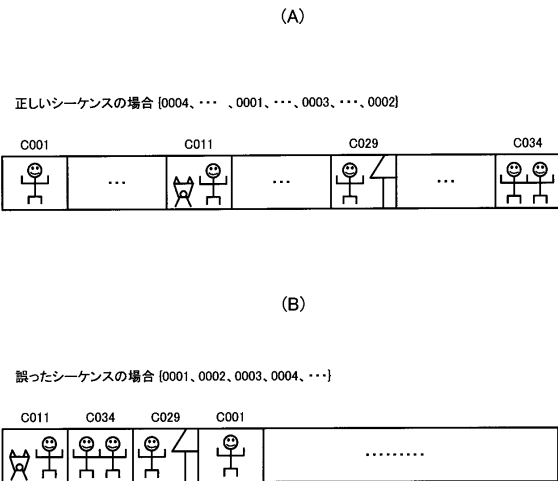 (A)
正しいシーケンスの場合 {0004、・・・ 、0001、・・・、0003、・・・、0002}
C001 C011 C029 C034
・・・ ・・・ ・・・
(B)
誤ったシーケンスの場合 {0001、0002、0003、0004、・・・}
C011 C034 C029 C001
・・・・・・・・・